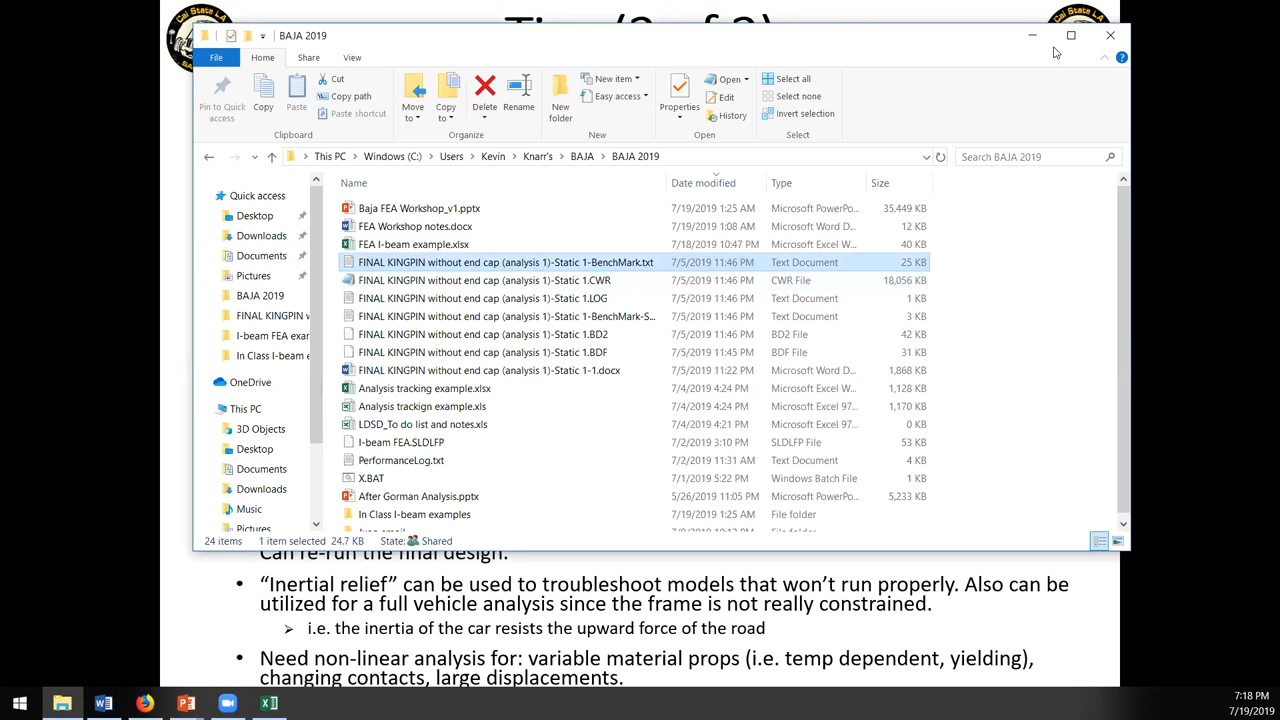 Cal State LA
BAJA 2019
File Home Share View
Pin to Quick access
Copy
Paste
Cut
Copy path
Paste shortcut
Clipboard
Move to
Copy to
Delete
Rename
Organize
New folder
New item
Easy access
New
Properties
Open
Edit
History
Open
Select all
Select none
Invert selection
Select
This PC > Windows (C:) > Users > Kevin > Knarr's > BAJA > BAJA 2019
Search BAJA 2019
Quick access
Desktop
Downloads
Documents
Pictures
BAJA 2019
FINAL KINGPIN w
I-beam FEA exar
In Class I-beam e
OneDrive
This PC
3D Objects
Desktop
Documents
Downloads
Music
Pictures
Name Date modified Type Size
Baja FEA Workshop_v1.pptx 7/19/2019 1:25 AM Microsoft PowerPo... 35,449 KB
FEA Workshop notes.docx 7/19/2019 1:08 AM Microsoft Word D... 12 KB
FEA I-beam example.xlsx 7/18/2019 10:47 PM Microsoft Excel W... 40 KB
FINAL KINGPIN without end cap (analysis 1)-Static 1-BenchMark.txt 7/5/2019 11:46 PM Text Document 25 KB
FINAL KINGPIN without end cap (analysis 1)-Static 1.CWR 7/5/2019 11:46 PM CWR File 18,056 KB
FINAL KINGPIN without end cap (analysis 1)-Static 1.LOG 7/5/2019 11:46 PM Text Document 1 KB
FINAL KINGPIN without end cap (analysis 1)-Static 1-BenchMark-S... 7/5/2019 11:46 PM Text Document 3 KB
FINAL KINGPIN without end cap (analysis 1)-Static 1.BD2 7/5/2019 11:46 PM BD2 File 42 KB
FINAL KINGPIN without end cap (analysis 1)-Static 1.BDF 7/5/2019 11:45 PM BDF File 31 KB
FINAL KINGPIN without end cap (analysis 1)-Static 1-1.docx 7/5/2019 11:22 PM Microsoft Word D... 1,868 KB
Analysis tracking example.xlsx 7/4/2019 4:24 PM Microsoft Excel W... 1,128 KB
Analysis trackign example.xls 7/4/2019 4:24 PM Microsoft Excel 97... 1,170 KB
LDSD_To do list and notes.xls 7/4/2019 4:21 PM Microsoft Excel 97... 0 KB
I-beam FEA.SLDLFP 7/2/2019 3:10 PM SLDLFP File 53 KB
PerformanceLog.txt 7/2/2019 11:31 AM Text Document 4 KB
X.BAT 7/1/2019 5:22 PM Windows Batch File 1 KB
After Gorman Analysis.pptx 5/26/2019 11:05 PM Microsoft PowerPo... 5,233 KB
In Class I-beam examples 7/19/2019 1:25 AM File folder
24 items 1 item selected 24.7 KB State: Shared
Can re-run the final design.
• “Inertial relief” can be used to troubleshoot models that won’t run properly. Also can be
utilized for a full vehicle analysis since the frame is not really constrained.
➢ i.e. the inertia of the car resists the upward force of the road
• Need non-linear analysis for: variable material props (i.e. temp dependent, yielding),
changing contacts, large displacements.
7:18 PM
7/19/2019